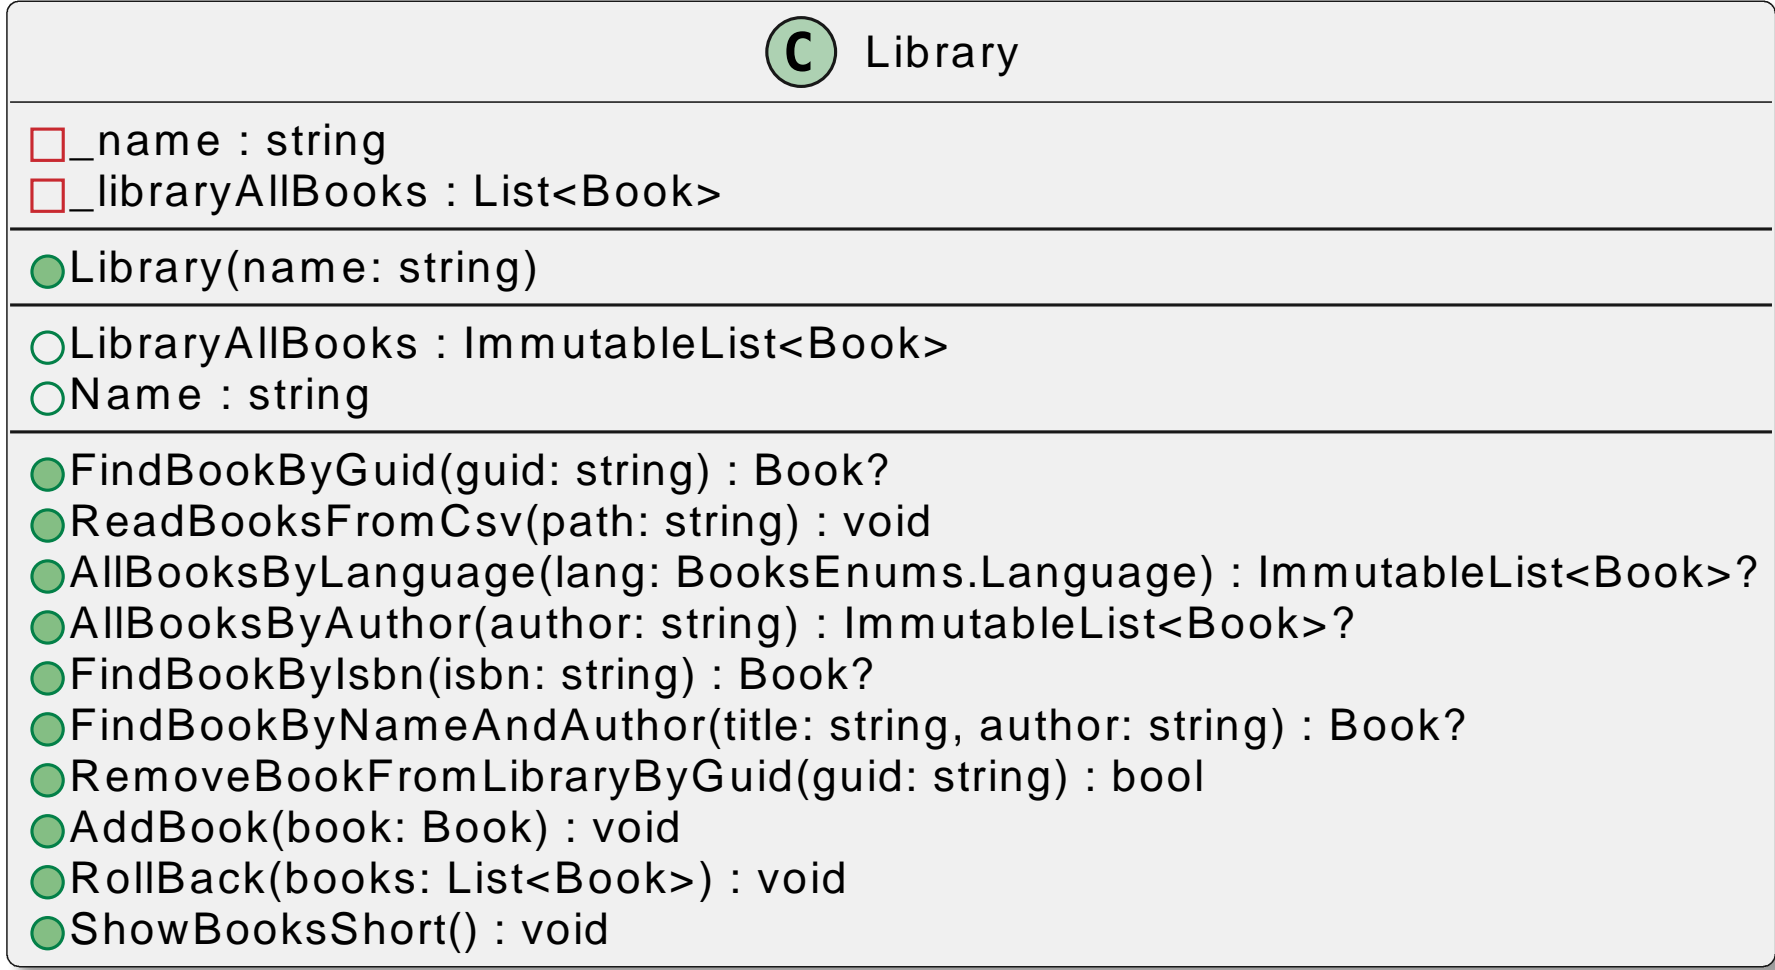 C Library
_name : string
_libraryAllBooks : List<Book>
Library(name: string)
LibraryAllBooks : ImmutableList<Book>
Name : string
FindBookByGuid(guid: string) : Book?
ReadBooksFromCsv(path: string) : void
AllBooksByLanguage(lang: BooksEnums.Language) : ImmutableList<Book>?
AllBooksByAuthor(author: string) : ImmutableList<Book>?
FindBookByIsbn(isbn: string) : Book?
FindBookByNameAndAuthor(title: string, author: string) : Book?
RemoveBookFromLibraryByGuid(guid: string) : bool
AddBook(book: Book) : void
RollBack(books: List<Book>) : void
ShowBooksShort() : void